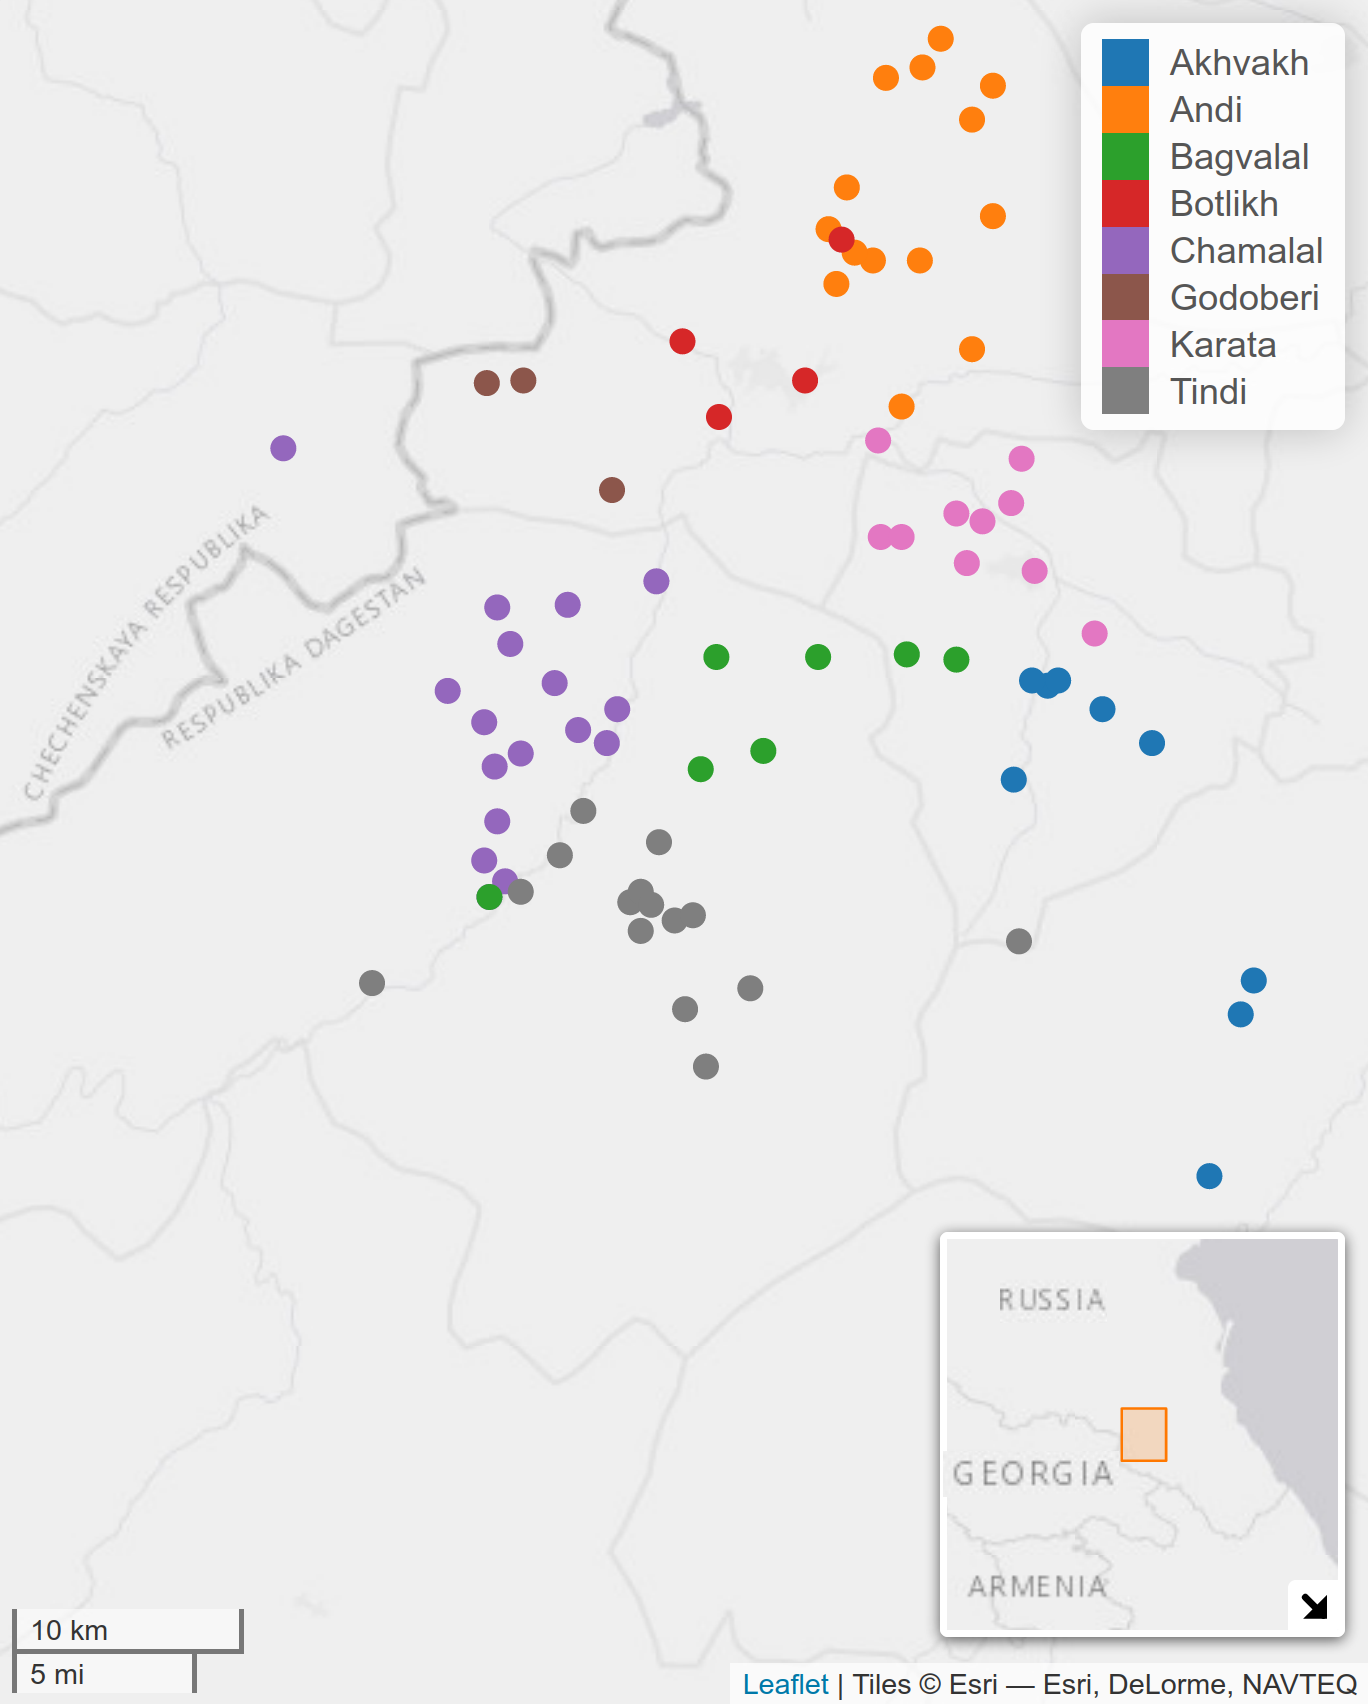 Akhvakh
Andi
Bagvalal
Botlikh
Chamalal
Godoberi
Karata
Tindi
CHECHENSKAYA RESPUBLIKA
RESPUBLIKA DAGESTAN
RUSSIA
GEORGIA
ARMENIA
10 km
5 mi
Leaflet | Tiles © Esri — Esri, DeLorme, NAVTEQ